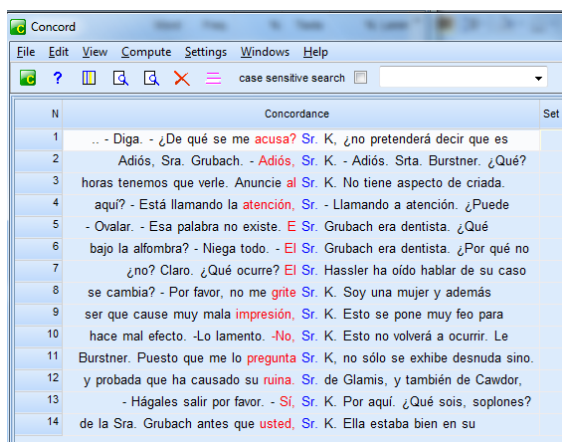 Concord
File Edit View Compute Settings Windows Help
C ? case sensitive search
N Concordance Set
1 .. - Diga. - ¿De qué se me acusa? Sr. K, ¿no pretenderá decir que es
2 Adiós, Sra. Grubach. - Adiós, Sr. K. - Adiós. Srta. Burstner. ¿Qué?
3 horas tenemos que verle. Anuncie al Sr. K. No tiene aspecto de criada.
4 aquí? - Está llamando la atención, Sr. - Llamando a atención. ¿Puede
5 - Ovalar. - Esa palabra no existe. E Sr. Grubach era dentista. ¿Qué
6 bajo la alfombra? - Niega todo. - El Sr. Grubach era dentista. ¿Por qué no
7 ¿no? Claro. ¿Qué ocurre? El Sr. Hassler ha oído hablar de su caso
8 se cambia? - Por favor, no me grite Sr. K. Soy una mujer y además
9 ser que cause muy mala impresión, Sr. K. Esto se pone muy feo para
10 hace mal efecto. -Lo lamento. -No, Sr. K. Esto no volverá a ocurrir. Le
11 Burstner. Puesto que me lo pregunta Sr. K, no sólo se exhibe desnuda sino.
12 y probada que ha causado su ruina. Sr. de Glamis, y también de Cawdor,
13 - Hágales salir por favor. - Sí, Sr. K. Por aquí. ¿Qué sois, soplones?
14 de la Sra. Grubach antes que usted, Sr. K. Ella estaba bien en su